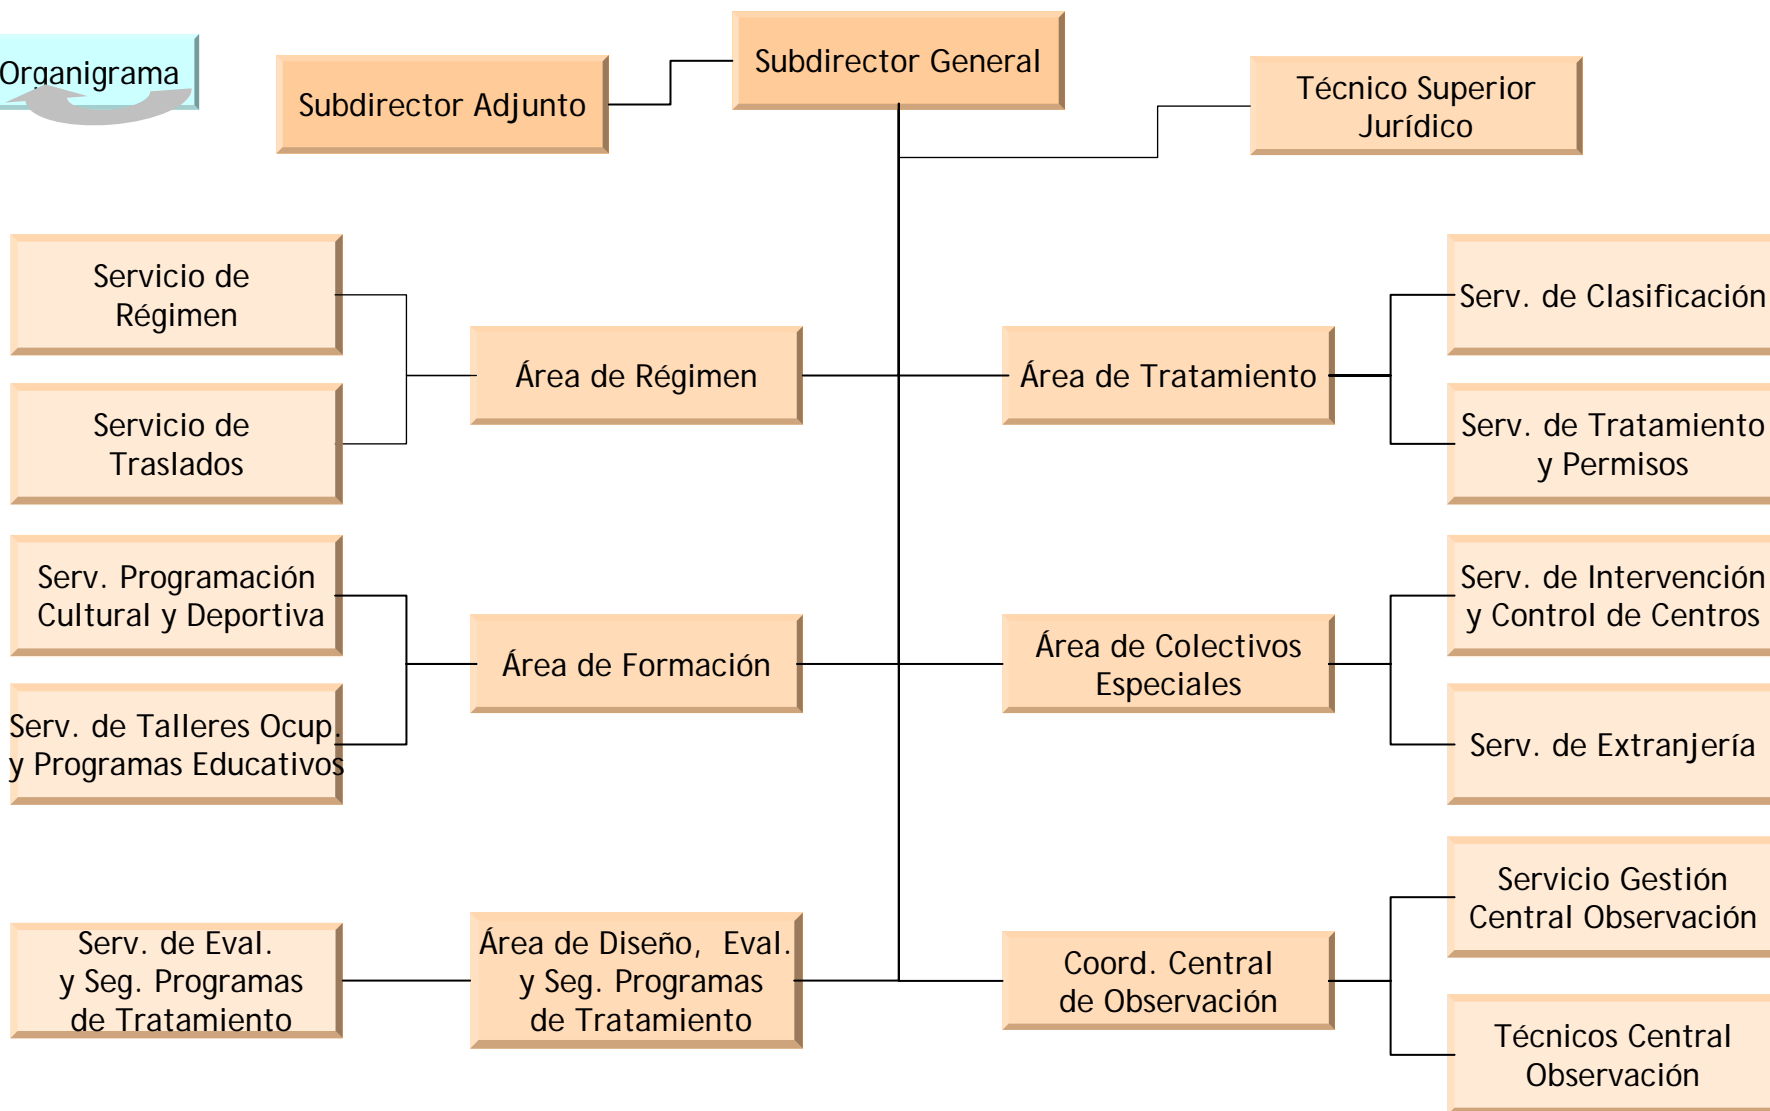 Organigrama
Subdirector Adjunto
Subdirector General
Técnico Superior
Jurídico
Servicio de
Régimen
Servicio de
Traslados
Área de Régimen
Área de Tratamiento
Serv. de Clasificación
Serv. de Tratamiento
y Permisos
Serv. Programación
Cultural y Deportiva
Serv. de Talleres Ocup.
y Programas Educativos
Área de Formación
Área de Colectivos
Especiales
Serv. de Intervención
y Control de Centros
Serv. de Extranjería
Serv. de Eval.
y Seg. Programas
de Tratamiento
Área de Diseño, Eval.
y Seg. Programas
de Tratamiento
Coord. Central
de Observación
Servicio Gestión
Central Observación
Técnicos Central
Observación